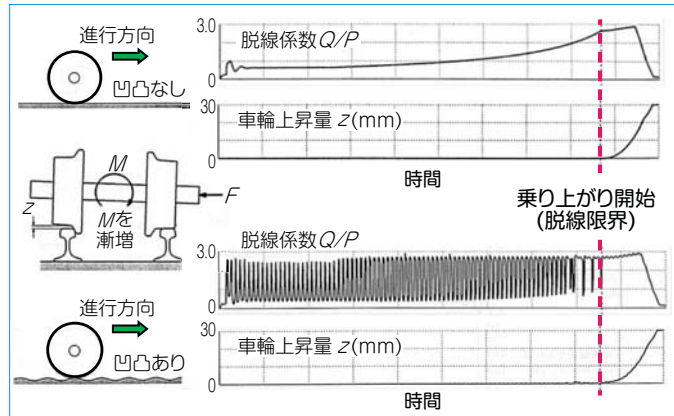 進行方向
凹凸なし
3.0
脱線係数Q/P
0
30
車輪上昇量 z(mm)
0
時間
M
F
z
Mを
漸増
乗り上がり開始
(脱線限界)
脱線係数Q/P
3.0
0
進行方向
凹凸あり
30
車輪上昇量 z(mm)
0
時間